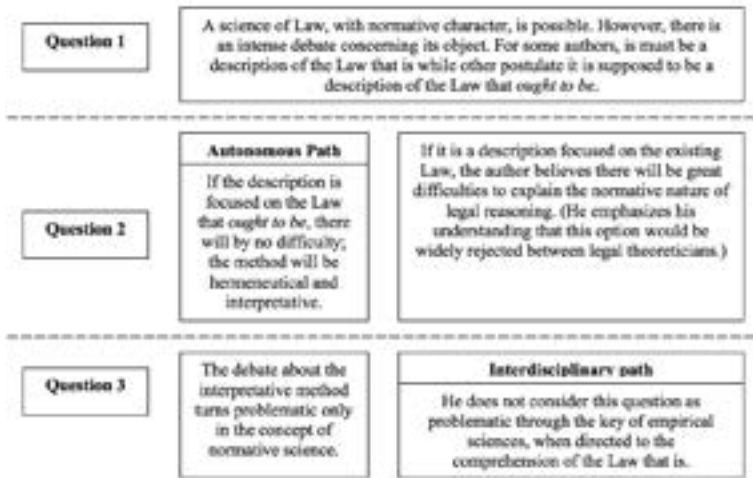 Question 1
A science of Law, with normative character, is possible. However, there is
an intense debate concerning its object. For some authors, is must be a
description of the Law that is while other postulate it is supposed to be a
description of the Law that ought to be.
Question 2
Autonomous Path
If the description is
focused on the Law
that ought to be, there
will by no difficulty;
the method will be
hermeneutical and
interpretative.
If it is a description focused on the existing
Law, the author believes there will be great
difficulties to explain the normative nature of
legal reasoning. (He emphasizes his
understanding that this option would be
widely rejected between legal theoreticians.)
Question 3
The debate about the
interpretative method
turns problematic only
in the concept of
normative science.
Interdisciplinary path
He does not consider this question as
problematic through the key of empirical
sciences, when directed to the
comprehension of the Law that is.